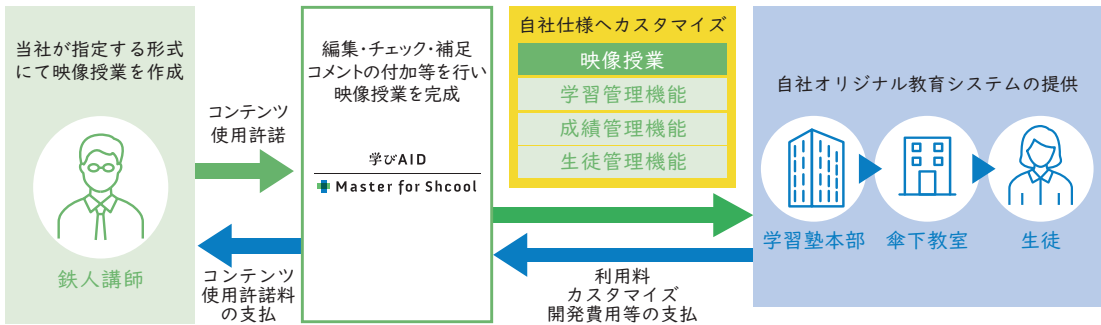 当社が指定する形式
にて映像授業を作成
鉄人講師
コンテンツ
使用許諾
コンテンツ
使用許諾料
の支払
編集・チェック・補足
コメントの付加等を行い
映像授業を完成
学びAID
Master for Shcool
自社仕様へカスタマイズ
映像授業
学習管理機能
成績管理機能
生徒管理機能
利用料
カスタマイズ
開発費用等の支払
自社オリジナル教育システムの提供
学習塾本部
傘下教室
生徒